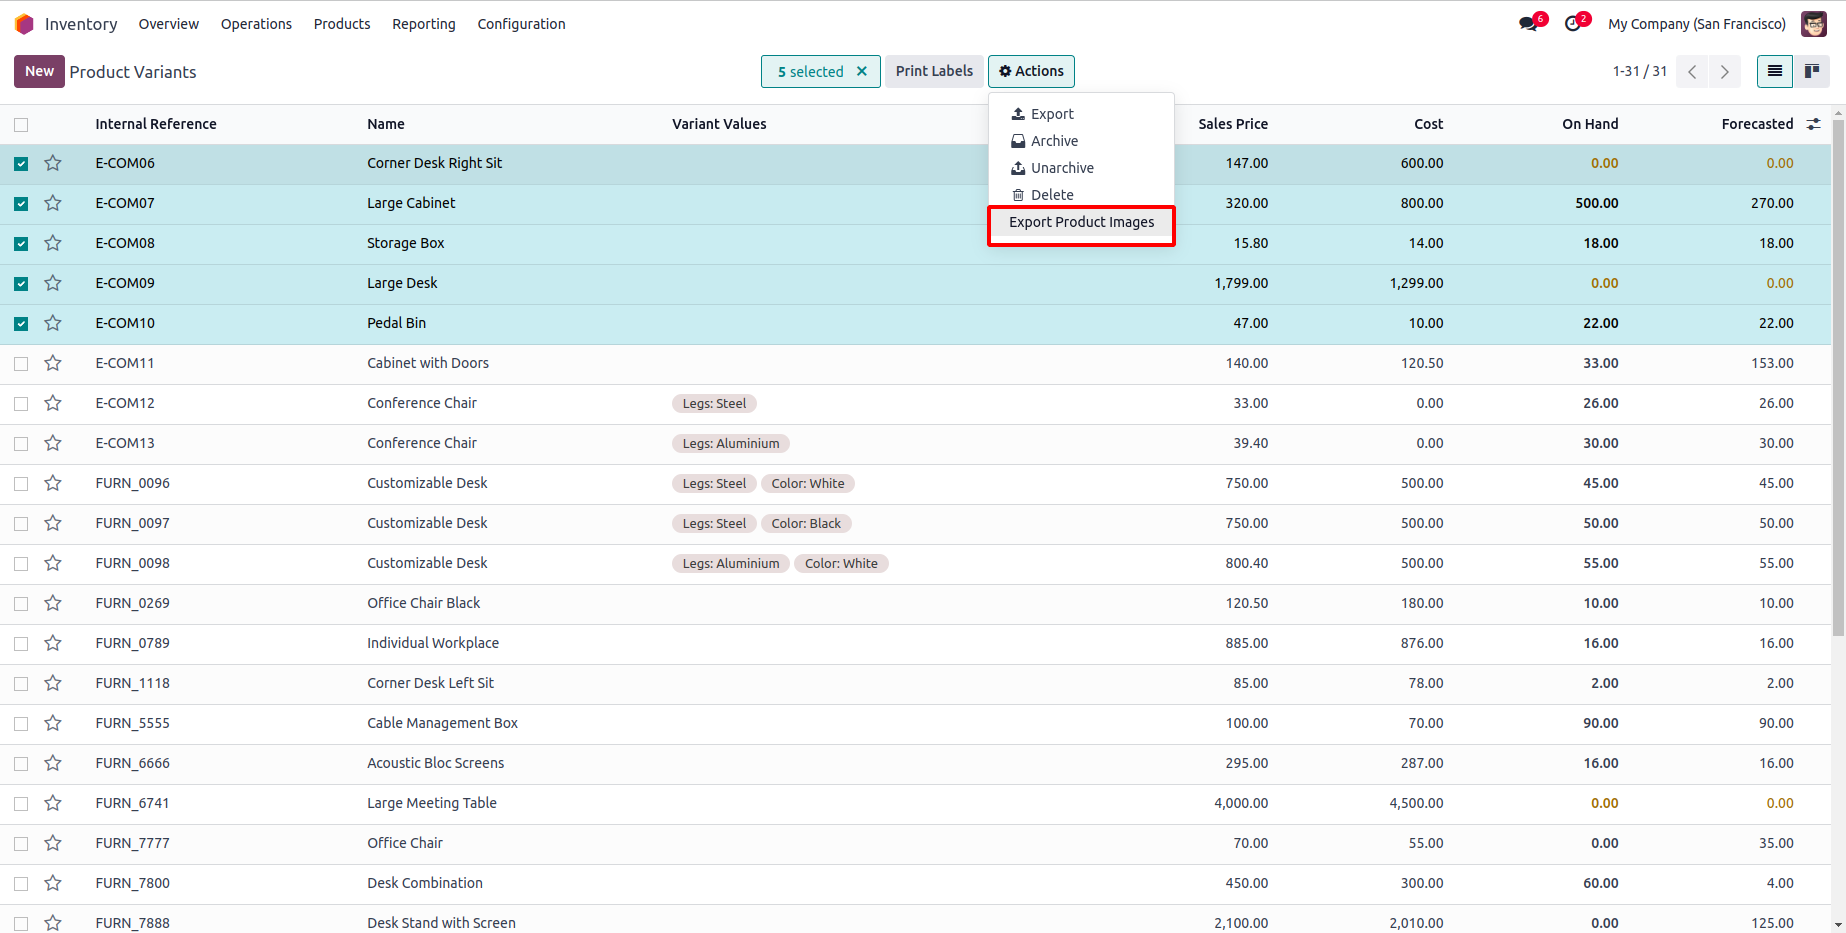 Inventory Overview Operations Products Reporting Configuration 6 2 My Company (San Francisco)
New Product Variants 5 selected × Print Labels Actions 1-31 / 31
Export
Archive
Unarchive
Delete
Export Product Images
Internal Reference Name Variant Values Sales Price Cost On Hand Forecasted
E-COM06 Corner Desk Right Sit 147.00 600.00 0.00 0.00
E-COM07 Large Cabinet 320.00 800.00 500.00 270.00
E-COM08 Storage Box 15.80 14.00 18.00 18.00
E-COM09 Large Desk 1,799.00 1,299.00 0.00 0.00
E-COM10 Pedal Bin 47.00 10.00 22.00 22.00
E-COM11 Cabinet with Doors 140.00 120.50 33.00 153.00
E-COM12 Conference Chair Legs: Steel 33.00 0.00 26.00 26.00
E-COM13 Conference Chair Legs: Aluminium 39.40 0.00 30.00 30.00
FURN_0096 Customizable Desk Legs: Steel Color: White 750.00 500.00 45.00 45.00
FURN_0097 Customizable Desk Legs: Steel Color: Black 750.00 500.00 50.00 50.00
FURN_0098 Customizable Desk Legs: Aluminium Color: White 800.40 500.00 55.00 55.00
FURN_0269 Office Chair Black 120.50 180.00 10.00 10.00
FURN_0789 Individual Workplace 885.00 876.00 16.00 16.00
FURN_1118 Corner Desk Left Sit 85.00 78.00 2.00 2.00
FURN_5555 Cable Management Box 100.00 70.00 90.00 90.00
FURN_6666 Acoustic Bloc Screens 295.00 287.00 16.00 16.00
FURN_6741 Large Meeting Table 4,000.00 4,500.00 0.00 0.00
FURN_7777 Office Chair 70.00 55.00 0.00 35.00
FURN_7800 Desk Combination 450.00 300.00 60.00 4.00
FURN_7888 Desk Stand with Screen 2,100.00 2,010.00 0.00 125.00